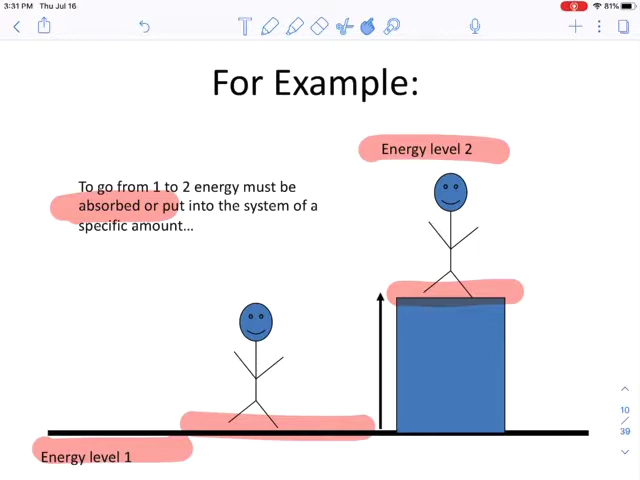 3:31 PM Thu Jul 16
81%
For Example:
Energy level 2
To go from 1 to 2 energy must be
absorbed or put into the system of a
specific amount...
Energy level 1
10
/
39